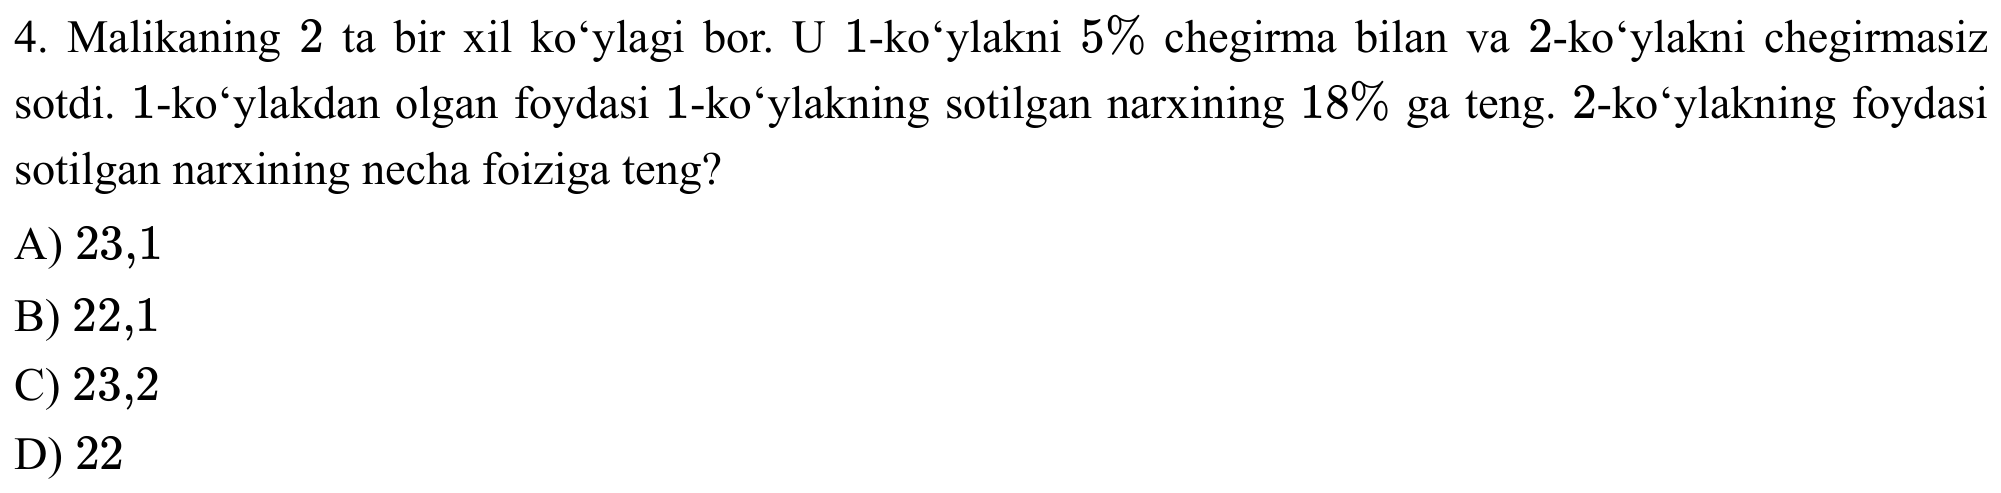 4. Malikaning 2 ta bir xil ko‘ylagi bor. U 1-ko‘ylakni 5% chegirma bilan va 2-ko‘ylakni chegirmasiz
sotdi. 1-ko‘ylakdan olgan foydasi 1-ko‘ylakning sotilgan narxining 18% ga teng. 2-ko‘ylakning foydasi
sotilgan narxining necha foiziga teng?
A) 23,1
B) 22,1
C) 23,2
D) 22